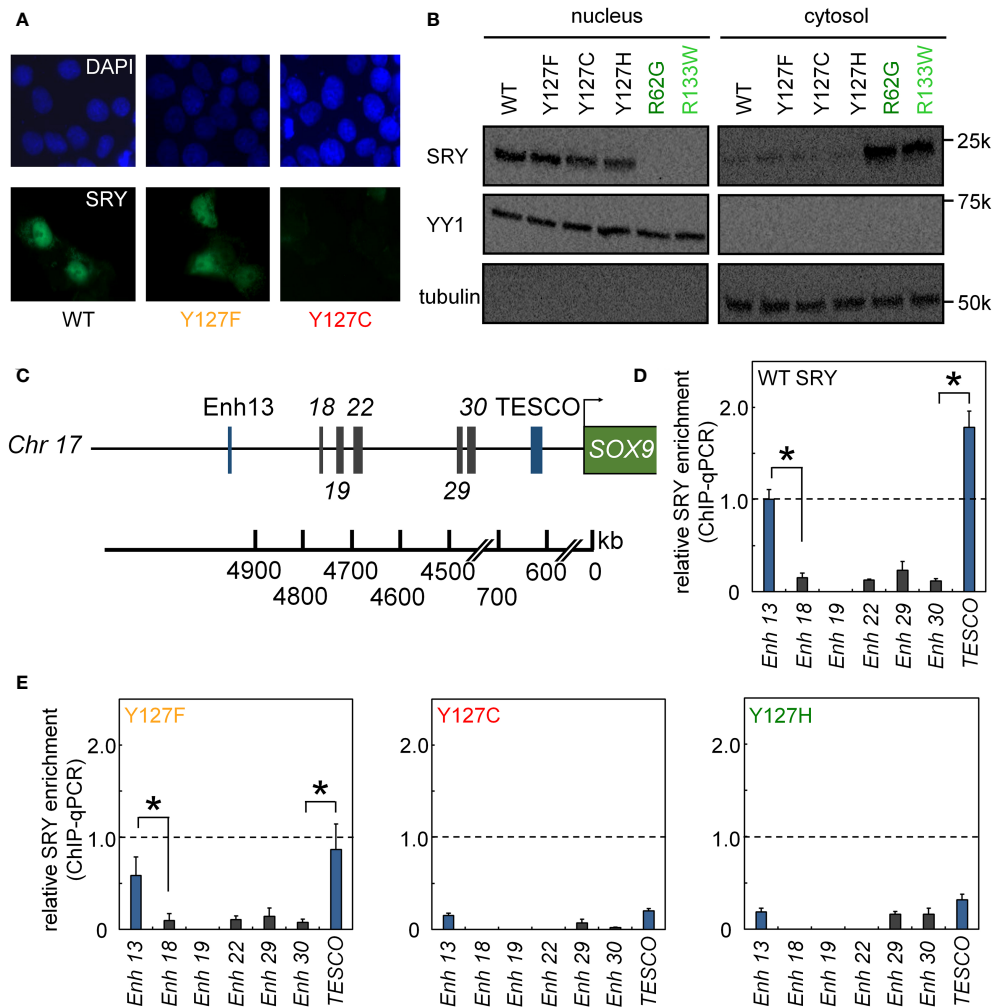 A
DAPI
SRY
WT
Y127F
Y127C
B
nucleus
cytosol
WT
Y127F
Y127C
Y127H
R62G
R133W
WT
Y127F
Y127C
Y127H
R62G
R133W
SRY
YY1
tubulin
25k
75k
50k
C
Enh13
18
22
30
TESCO
Chr 17
SOX9
19
29
kb
4900
4700
4500
600
0
4800
4600
700
D
WT SRY
*
*
relative SRY enrichment
(ChIP-qPCR)
2.0
1.0
0
Enh 13
Enh 18
Enh 19
Enh 22
Enh 29
Enh 30
TESCO
E
Y127F
*
*
relative SRY enrichment
(ChIP-qPCR)
2.0
1.0
0
Enh 13
Enh 18
Enh 19
Enh 22
Enh 29
Enh 30
TESCO
Y127C
2.0
1.0
0
Enh 13
Enh 18
Enh 19
Enh 22
Enh 29
Enh 30
TESCO
Y127H
2.0
1.0
0
Enh 13
Enh 18
Enh 19
Enh 22
Enh 29
Enh 30
TESCO